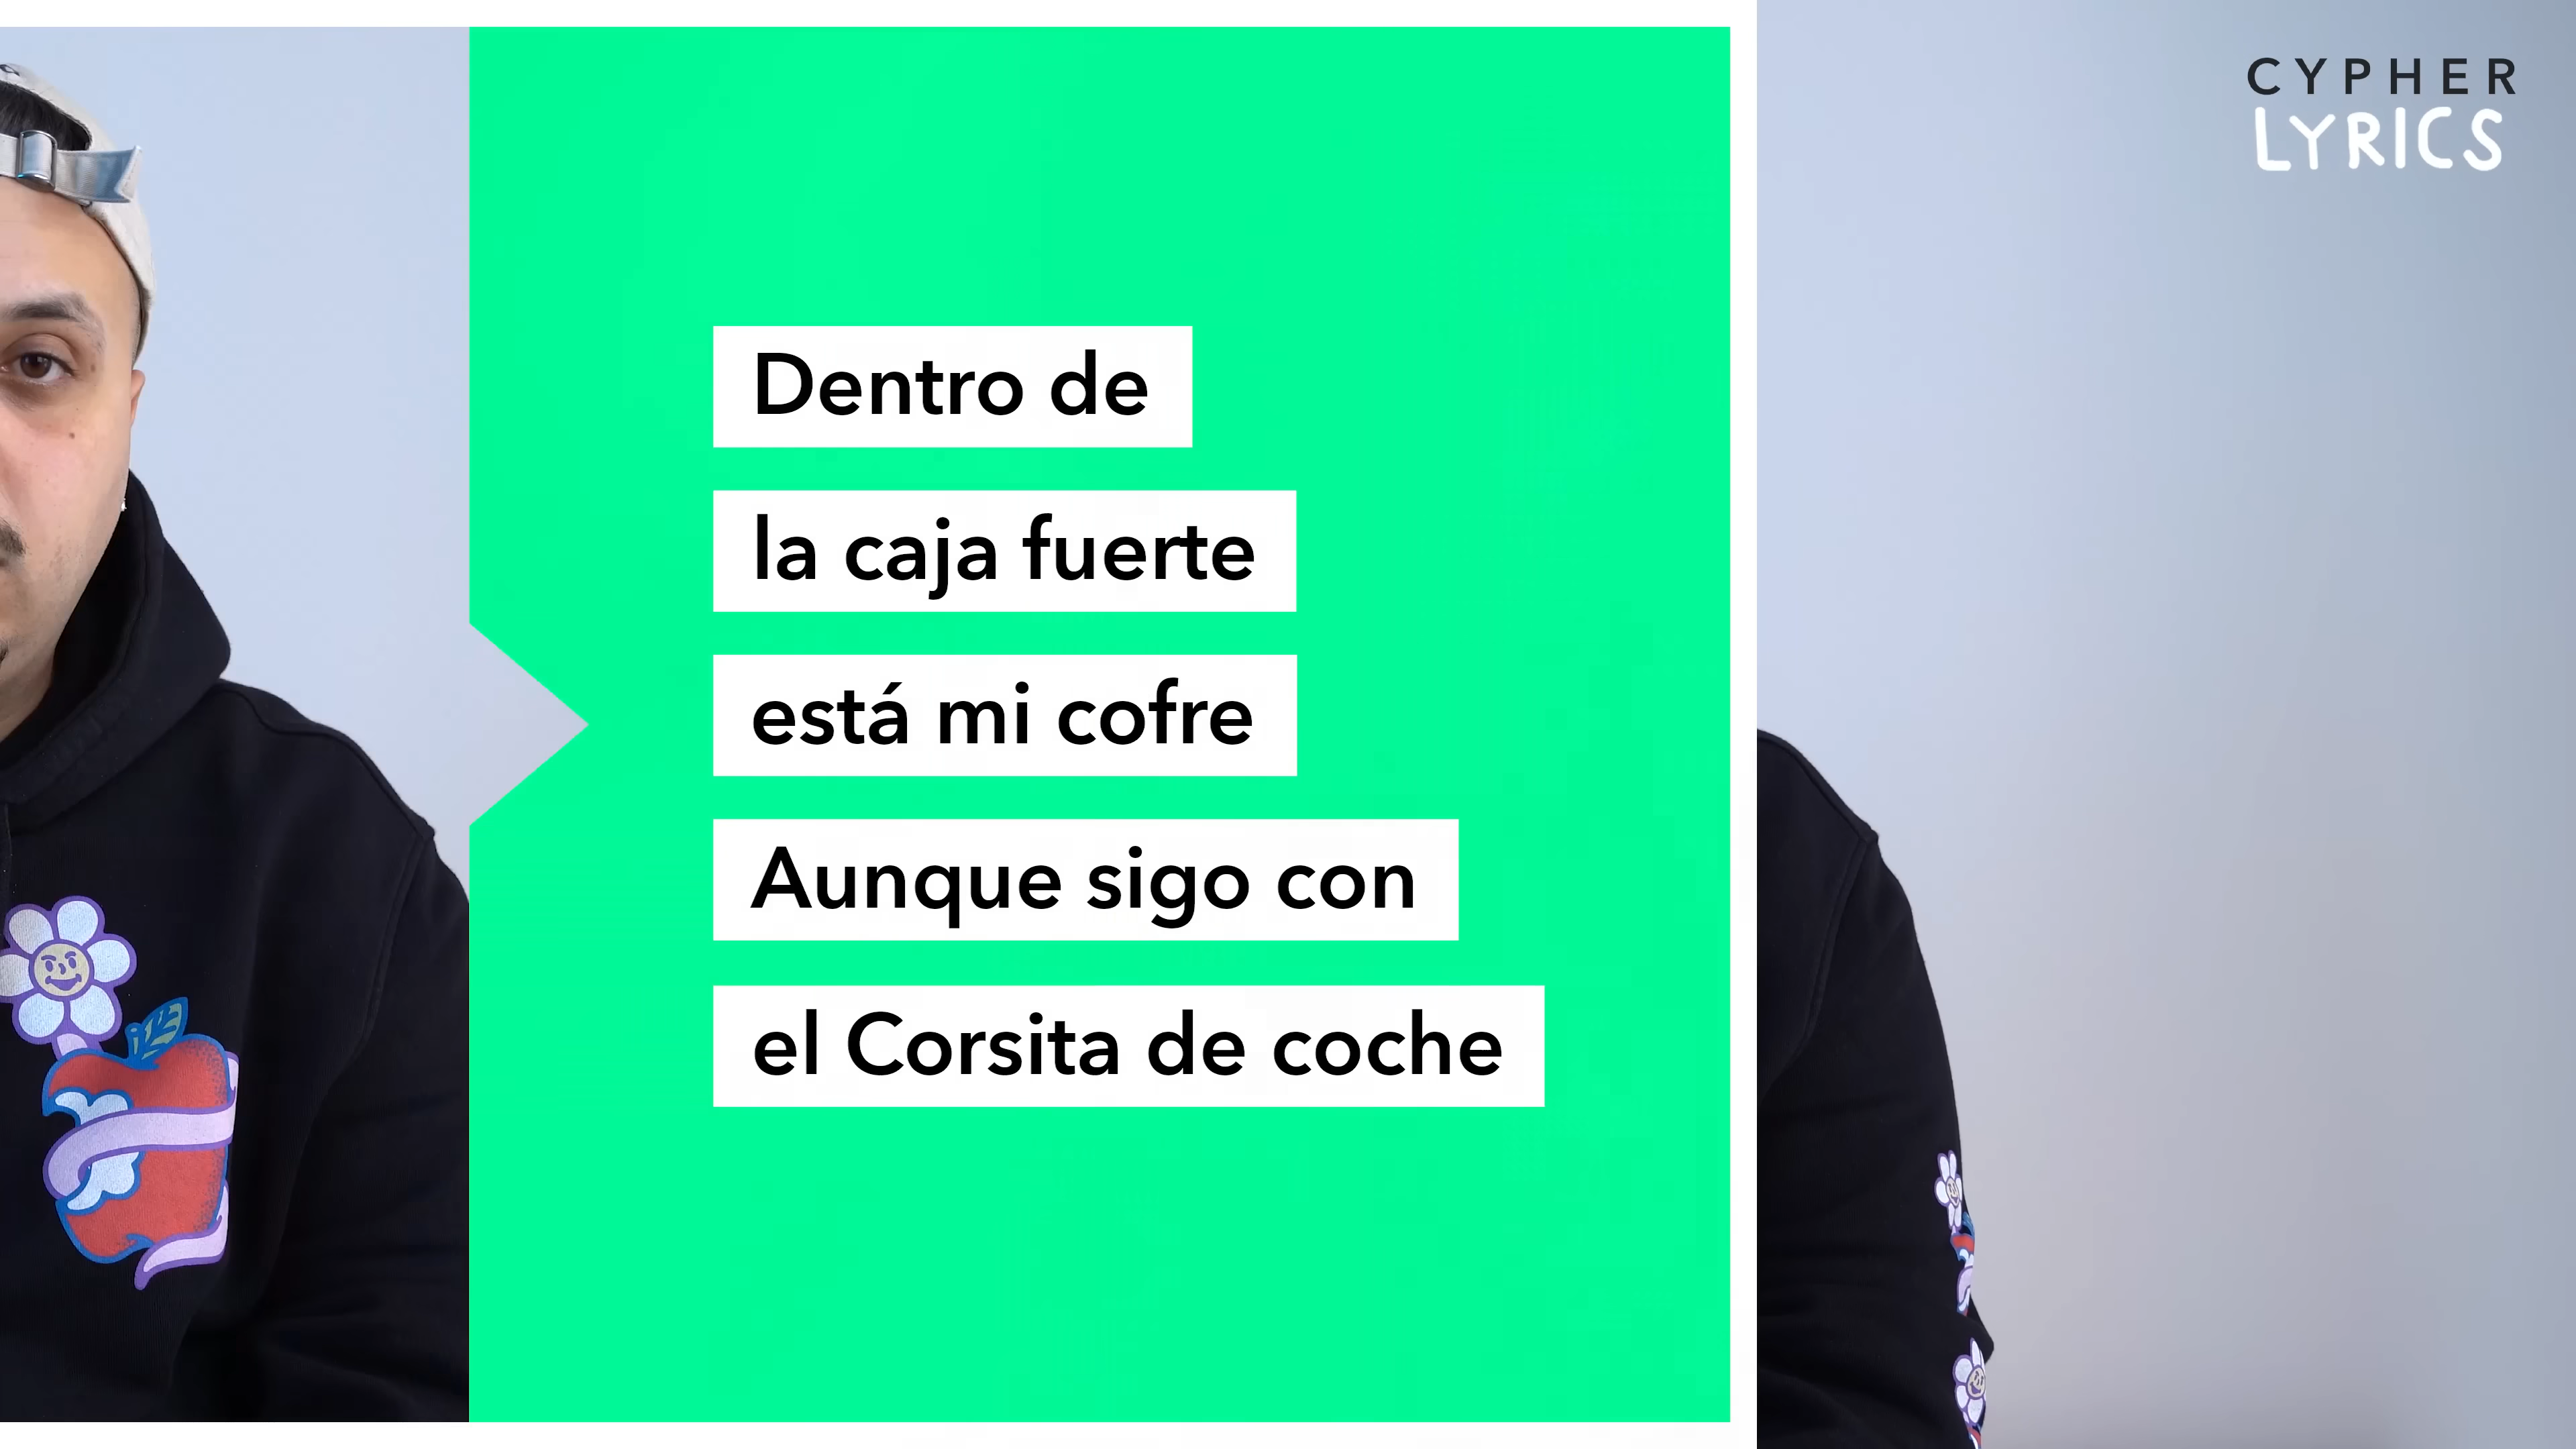 Dentro de
la caja fuerte
está mi cofre
Aunque sigo con
el Corsita de coche
CYPHER
LYRICS